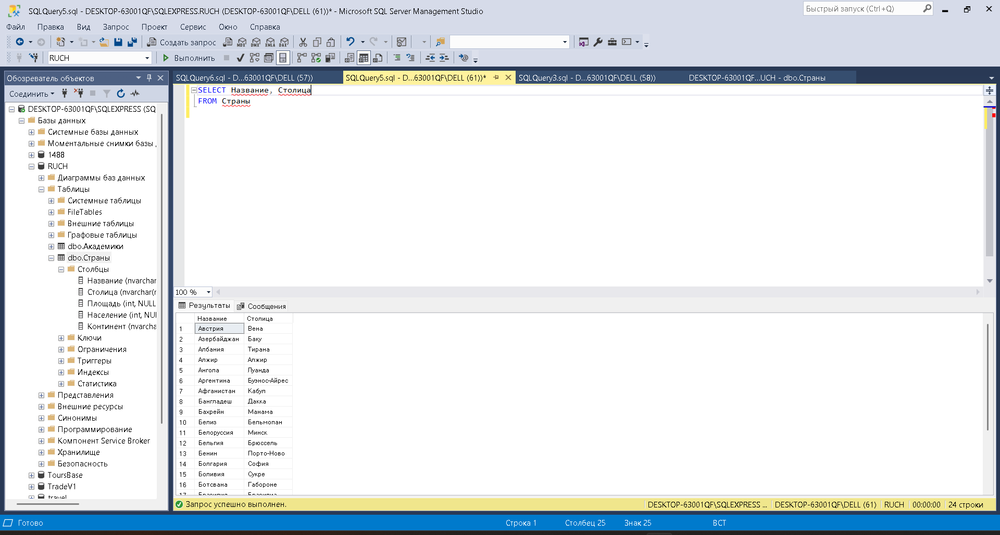 SQLQuery5.sql - DESKTOP-63001QF\SQLEXPRESS.RUCH (DESKTOP-63001QF\DELL (61))* - Microsoft SQL Server Management Studio
Быстрый запуск (Ctrl+Q)
Файл Правка Вид Запрос Проект Сервис Окно Справка
Создать запрос MDX DMX XMLA DAX
RUCH Выполнить
Обозреватель объектов
SQLQuery6.sql - D...63001QF\DELL (57))
SQLQuery5.sql - D...63001QF\DELL (61))*
SQLQuery3.sql - D...63001QF\DELL (58))
DESKTOP-63001QF...UCH - dbo.Страны
Соединить
DESKTOP-63001QF\SQLEXPRESS (SQ
Базы данных
Системные базы данных
Моментальные снимки базы
1488
RUCH
Диаграммы баз данных
Таблицы
Системные таблицы
FileTables
Внешние таблицы
Графовые таблицы
dbo.Академики
dbo.Страны
Столбцы
Название (nvarchar
Столица (nvarchar(
Площадь (int, NULL
Население (int, NUL
Континент (nvarcha
Ключи
Ограничения
Триггеры
Индексы
Статистика
Представления
Внешние ресурсы
Синонимы
Программирование
Компонент Service Broker
Хранилище
Безопасность
ToursBase
TradeV1
travel
SELECT Название, Столица
FROM Страны
100 %
Результаты Сообщения
Название Столица
1 Австрия Вена
2 Азербайджан Баку
3 Албания Тирана
4 Алжир Алжир
5 Ангола Луанда
6 Аргентина Буэнос-Айрес
7 Афганистан Кабул
8 Бангладеш Дакка
9 Бахрейн Манама
10 Белиз Бельмопан
11 Белоруссия Минск
12 Бельгия Брюссель
13 Бенин Порто-Ново
14 Болгария София
15 Боливия Сукре
16 Ботсвана Габороне
17 Бразилия Бразилиа
Запрос успешно выполнен.
DESKTOP-63001QF\SQLEXPRESS ... DESKTOP-63001QF\DELL (61) RUCH 00:00:00 24 строки
Готово Строка 1 Столбец 25 Знак 25 ВСТ